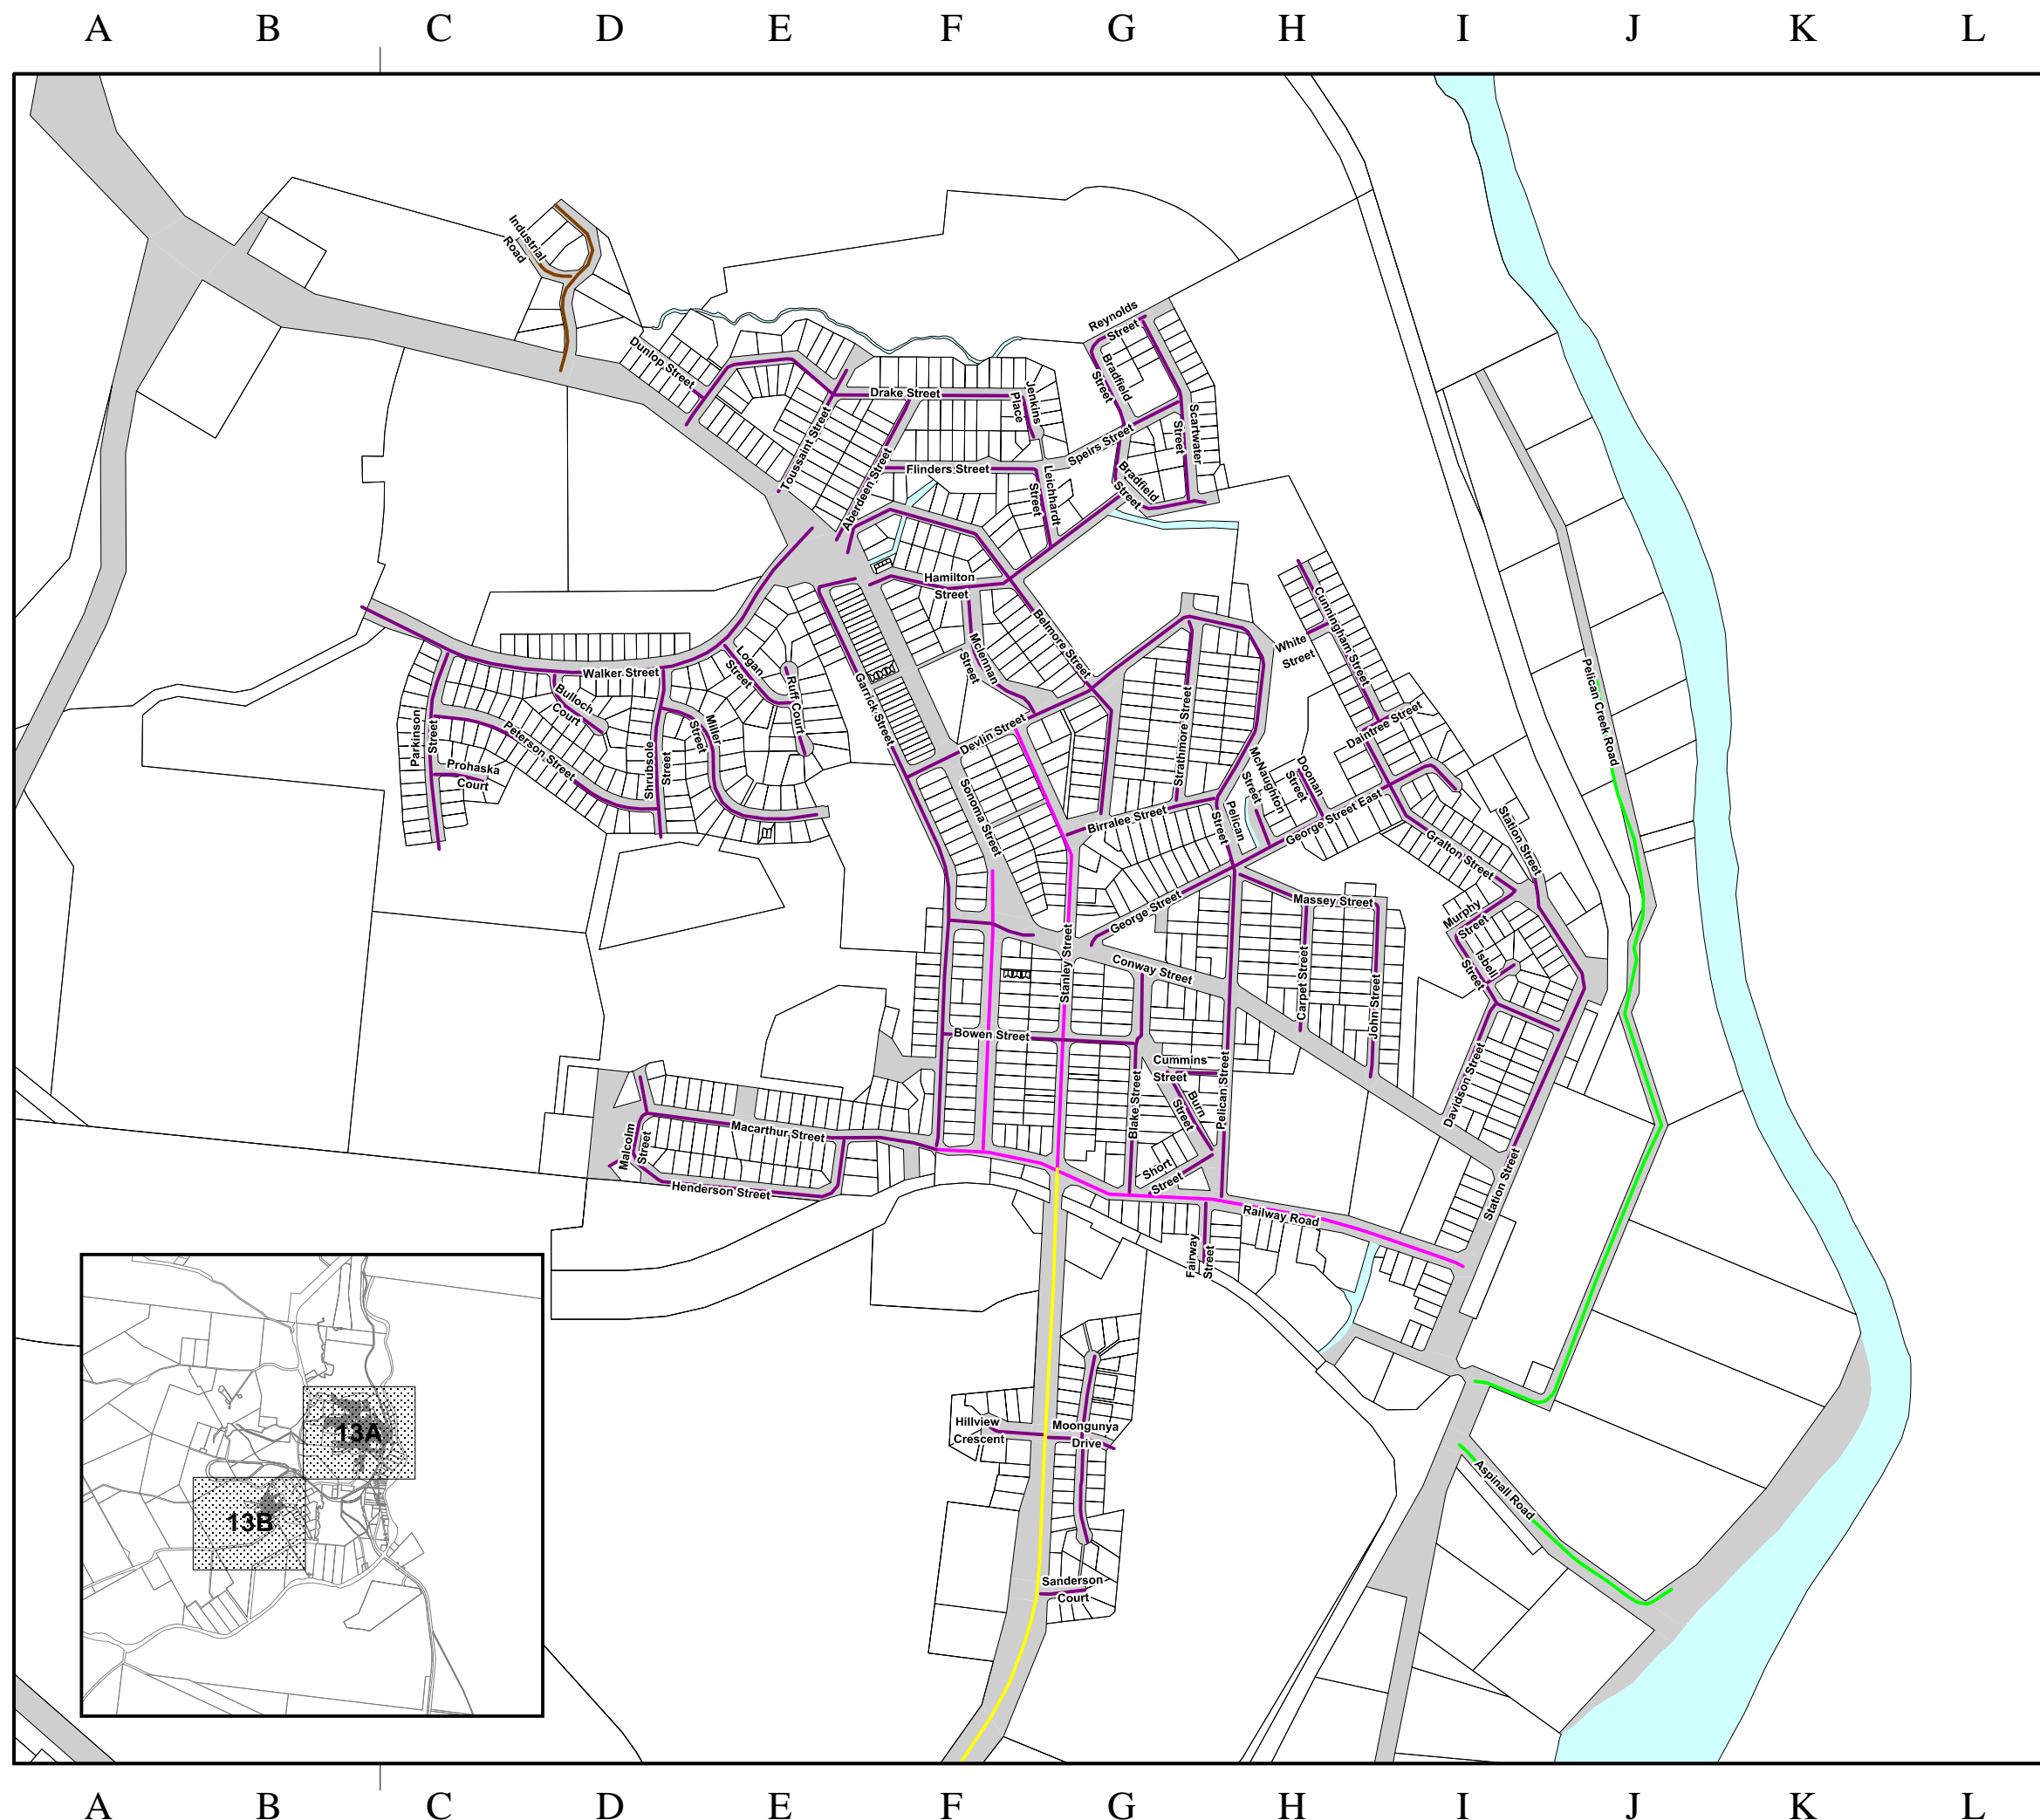 A B C D E F G H I J K L
Industrial
Road
Reynolds
Street
Dunlop Street
Bradfield
Street
Drake Street
Jenkins
Place
Scartwater
Street
Toussaint Street
Speirs Street
Aberdeen Street
Flinders Street
Leichhardt
Street
Bradfield
Street
Hamilton
Street
Cunningham Street
White
Street
Belmore Street
Mclennan
Street
Logan
Street
Walker Street
Ruff Court
Garrick Street
Bulloch
Court
Pelican Creek Road
Parkinson
Street
Peterson Street
Miller
Street
Shrubsole
Street
Devlin Street
Daintree Street
Strathmore Street
Prohaska
Court
McNaughton
Street
Doonan
Street
Sonoma Street
Birralee Street
Pelican
Street
George Street East
Station Street
Gralton Street
George Street
Massey Street
Murphy
Street
Isbell
Street
Stanley Street
Conway Street
Carpet Street
John Street
Bowen Street
Cummins
Street
Davidson Street
Burn
Street
Blake Street
Pelican Street
Macarthur Street
Malcolm
Street
Short
Street
Henderson Street
Station Street
Railway Road
Fairway
Street
Hillview
Crescent
Moongunya
Drive
Aspinall Road
Sanderson
Court
13A
13B
A B C D E F G H I J K L